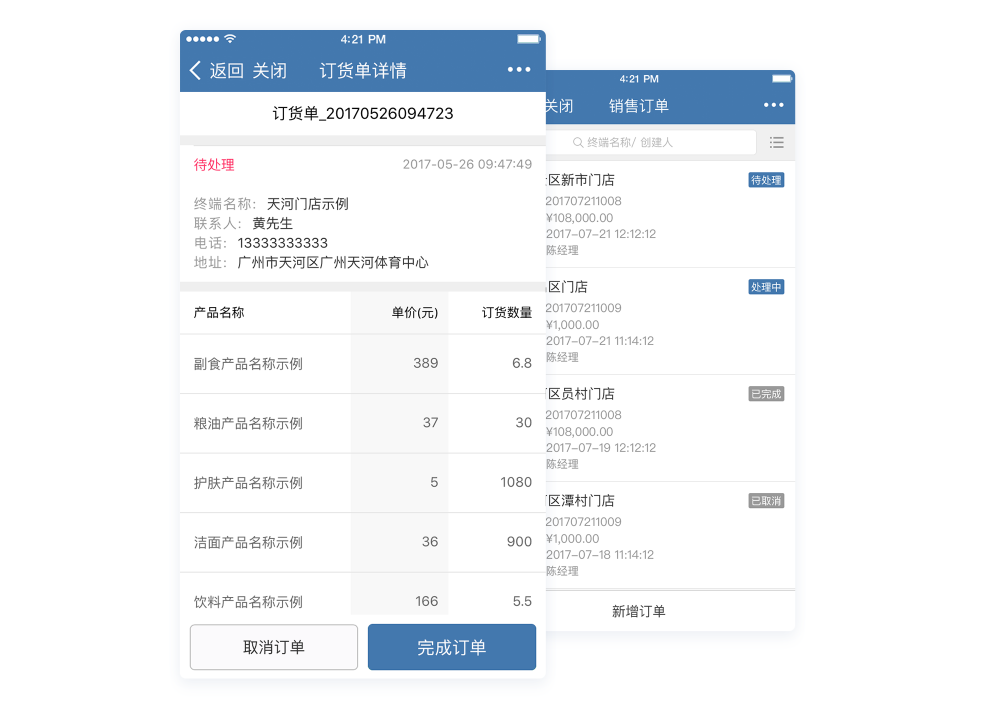 4:21 PM
返回 关闭 订货单详情
订货单_20170526094723
待处理 2017-05-26 09:47:49
终端名称: 天河门店示例
联系人: 黄先生
电话: 13333333333
地址: 广州市天河区广州天河体育中心
产品名称 单价(元) 订货数量
副食产品名称示例 389 6.8
粮油产品名称示例 37 30
护肤产品名称示例 5 1080
洁面产品名称示例 36 900
饮料产品名称示例 166 5.5
取消订单 完成订单
4:21 PM
关闭 销售订单
终端名称/ 创建人
区新市门店 待处理
201707211008
¥108,000.00
2017-07-21 12:12:12
陈经理
区门店 处理中
201707211009
¥1,000.00
2017-07-21 11:14:12
陈经理
区员村门店 已完成
201707211008
¥108,000.00
2017-07-19 12:12:12
陈经理
区潭村门店 已取消
201707211009
¥1,000.00
2017-07-18 11:14:12
陈经理
新增订单